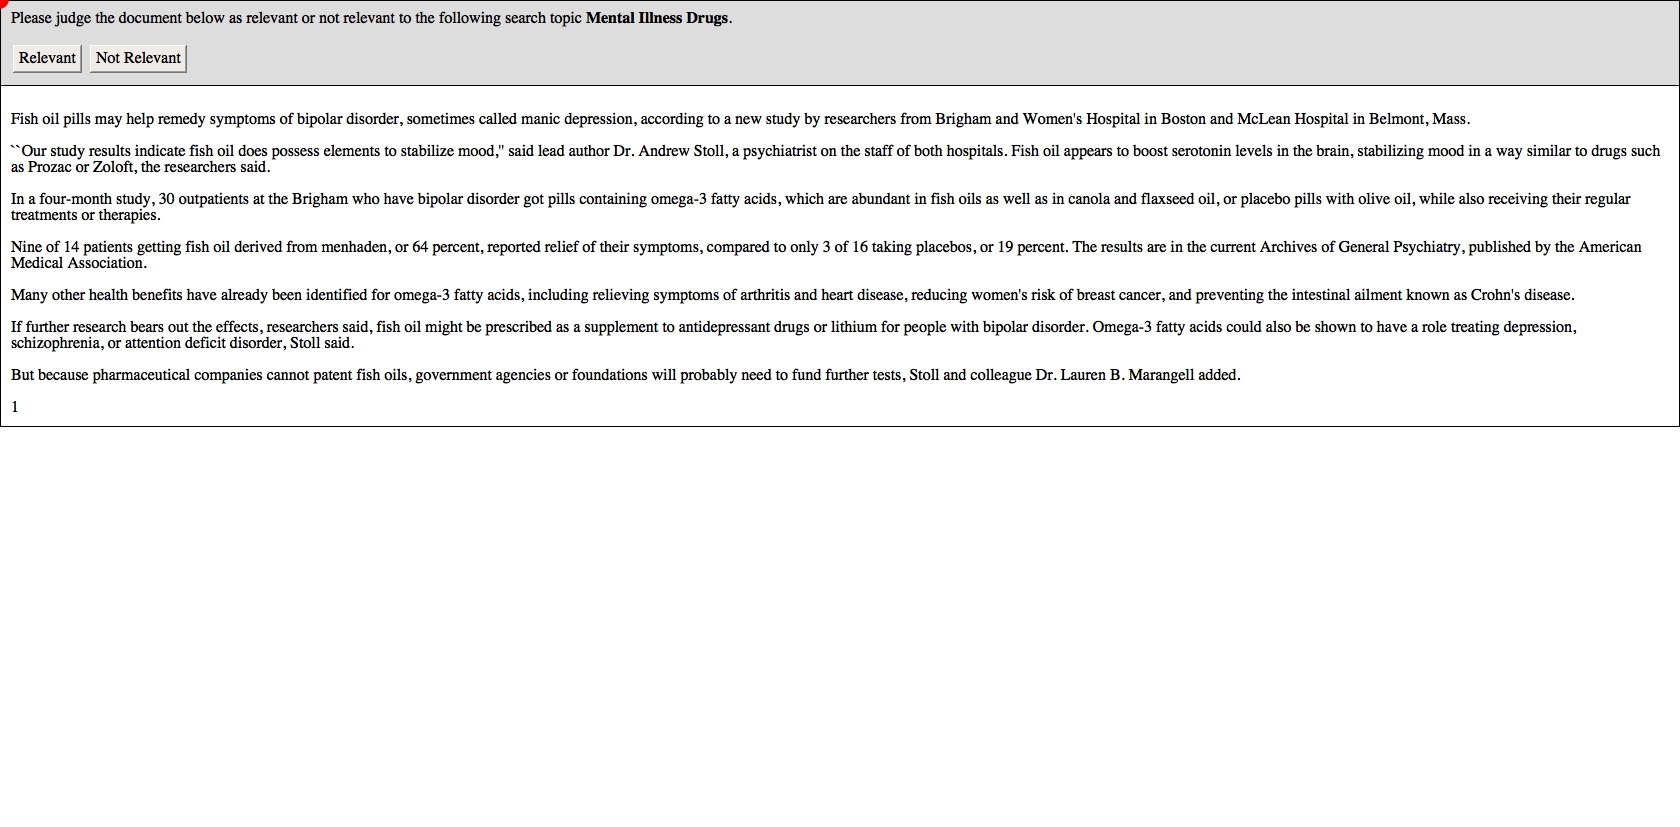 Please judge the document below as relevant or not relevant to the following search topic Mental Illness Drugs.
Relevant Not Relevant
Fish oil pills may help remedy symptoms of bipolar disorder, sometimes called manic depression, according to a new study by researchers from Brigham and Women's Hospital in Boston and McLean Hospital in Belmont, Mass.
``Our study results indicate fish oil does possess elements to stabilize mood,'' said lead author Dr. Andrew Stoll, a psychiatrist on the staff of both hospitals. Fish oil appears to boost serotonin levels in the brain, stabilizing mood in a way similar to drugs such
as Prozac or Zoloft, the researchers said.
In a four-month study, 30 outpatients at the Brigham who have bipolar disorder got pills containing omega-3 fatty acids, which are abundant in fish oils as well as in canola and flaxseed oil, or placebo pills with olive oil, while also receiving their regular
treatments or therapies.
Nine of 14 patients getting fish oil derived from menhaden, or 64 percent, reported relief of their symptoms, compared to only 3 of 16 taking placebos, or 19 percent. The results are in the current Archives of General Psychiatry, published by the American
Medical Association.
Many other health benefits have already been identified for omega-3 fatty acids, including relieving symptoms of arthritis and heart disease, reducing women's risk of breast cancer, and preventing the intestinal ailment known as Crohn's disease.
If further research bears out the effects, researchers said, fish oil might be prescribed as a supplement to antidepressant drugs or lithium for people with bipolar disorder. Omega-3 fatty acids could also be shown to have a role treating depression,
schizophrenia, or attention deficit disorder, Stoll said.
But because pharmaceutical companies cannot patent fish oils, government agencies or foundations will probably need to fund further tests, Stoll and colleague Dr. Lauren B. Marangell added.
1